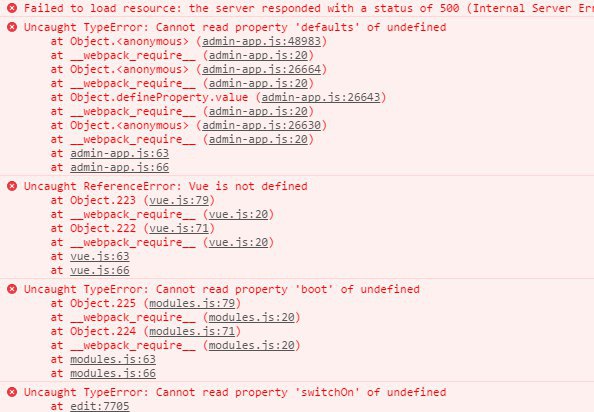 Failed to load resource: the server responded with a status of 500 (Internal Server Err
Uncaught TypeError: Cannot read property 'defaults' of undefined
at Object.<anonymous> (admin-app.js:48983)
at __webpack_require__ (admin-app.js:20)
at Object.<anonymous> (admin-app.js:26664)
at __webpack_require__ (admin-app.js:20)
at Object.defineProperty.value (admin-app.js:26643)
at __webpack_require__ (admin-app.js:20)
at Object.<anonymous> (admin-app.js:26630)
at __webpack_require__ (admin-app.js:20)
at admin-app.js:63
at admin-app.js:66
Uncaught ReferenceError: Vue is not defined
at Object.223 (vue.js:79)
at __webpack_require__ (vue.js:20)
at Object.222 (vue.js:71)
at __webpack_require__ (vue.js:20)
at vue.js:63
at vue.js:66
Uncaught TypeError: Cannot read property 'boot' of undefined
at Object.225 (modules.js:79)
at __webpack_require__ (modules.js:20)
at Object.224 (modules.js:71)
at __webpack_require__ (modules.js:20)
at modules.js:63
at modules.js:66
Uncaught TypeError: Cannot read property 'switchOn' of undefined
at edit:7705